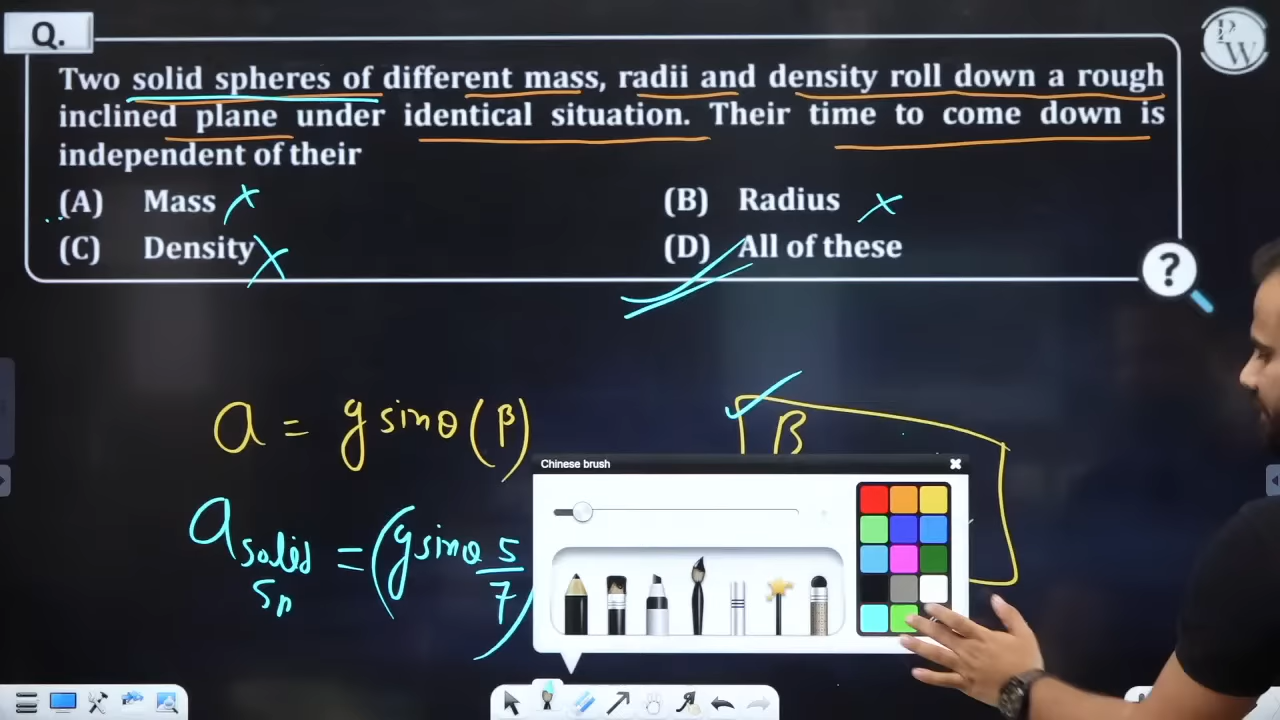 Q.
P
W
Two solid spheres of different mass, radii and density roll down a rough
inclined plane under identical situation. Their time to come down is
independent of their
(A) Mass x
(B) Radius x
(C) Density x
(D) All of these
?
a = g sinθ (β)
β
Chinese brush
a solid sp = (g sinθ 5/7)